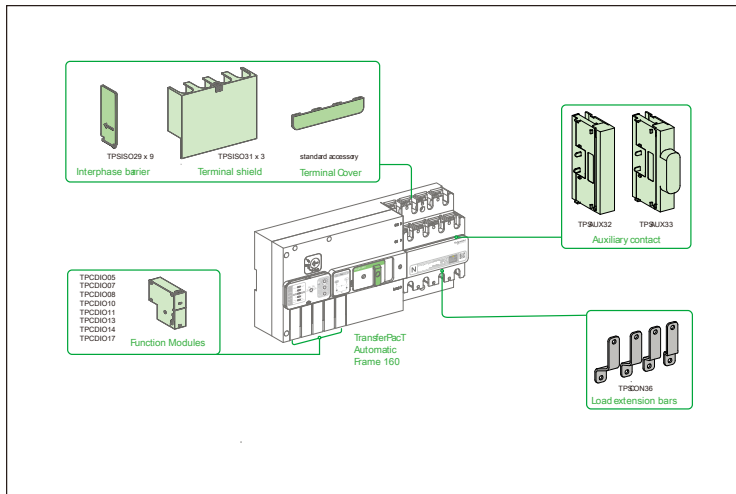 TPSISO29 x 9
TPSISO31 x 3
standard accessory
Interphase barier
Terminal shield
Terminal Cover
TPSAUX32
TPSAUX33
Auxiliary contact
TPCDIO05
TPCDIO07
TPCDIO08
TPCDIO10
TPCDIO11
TPCDIO13
TPCDIO14
TPCDIO17
Function Modules
N
TransferPacT
Automatic
Frame 160
TPSCON36
Load extension bars